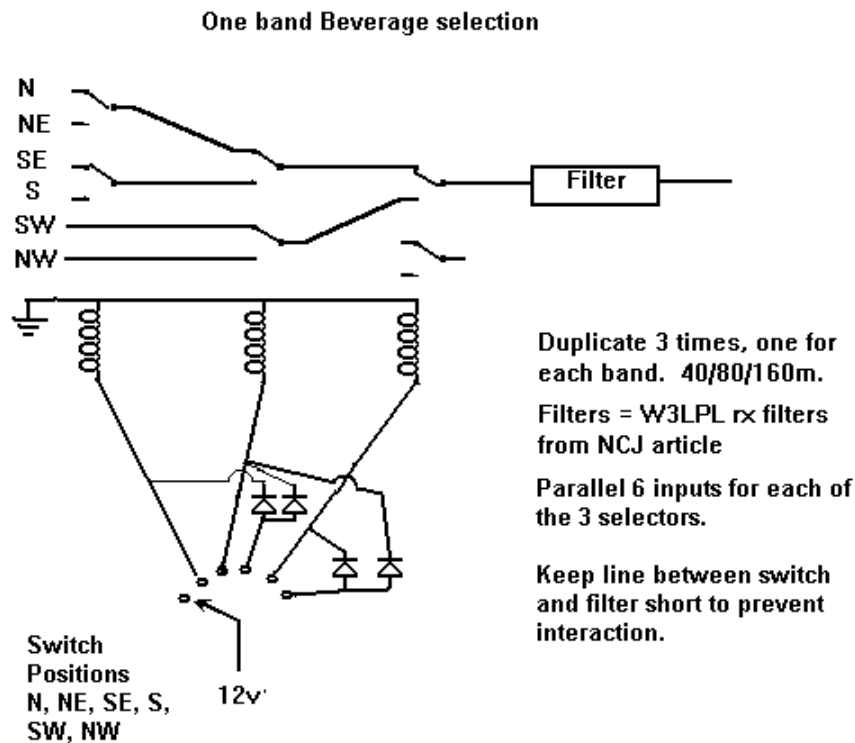 One band Beverage selection
N
NE
SE
S
SW
NW
Filter
Duplicate 3 times, one for
each band.  40/80/160m.
Filters = W3LPL rx filters
from NCJ article
Parallel 6 inputs for each of
the 3 selectors.
Keep line between switch
and filter short to prevent
interaction.
Switch
Positions
N, NE, SE, S,
SW, NW
12v